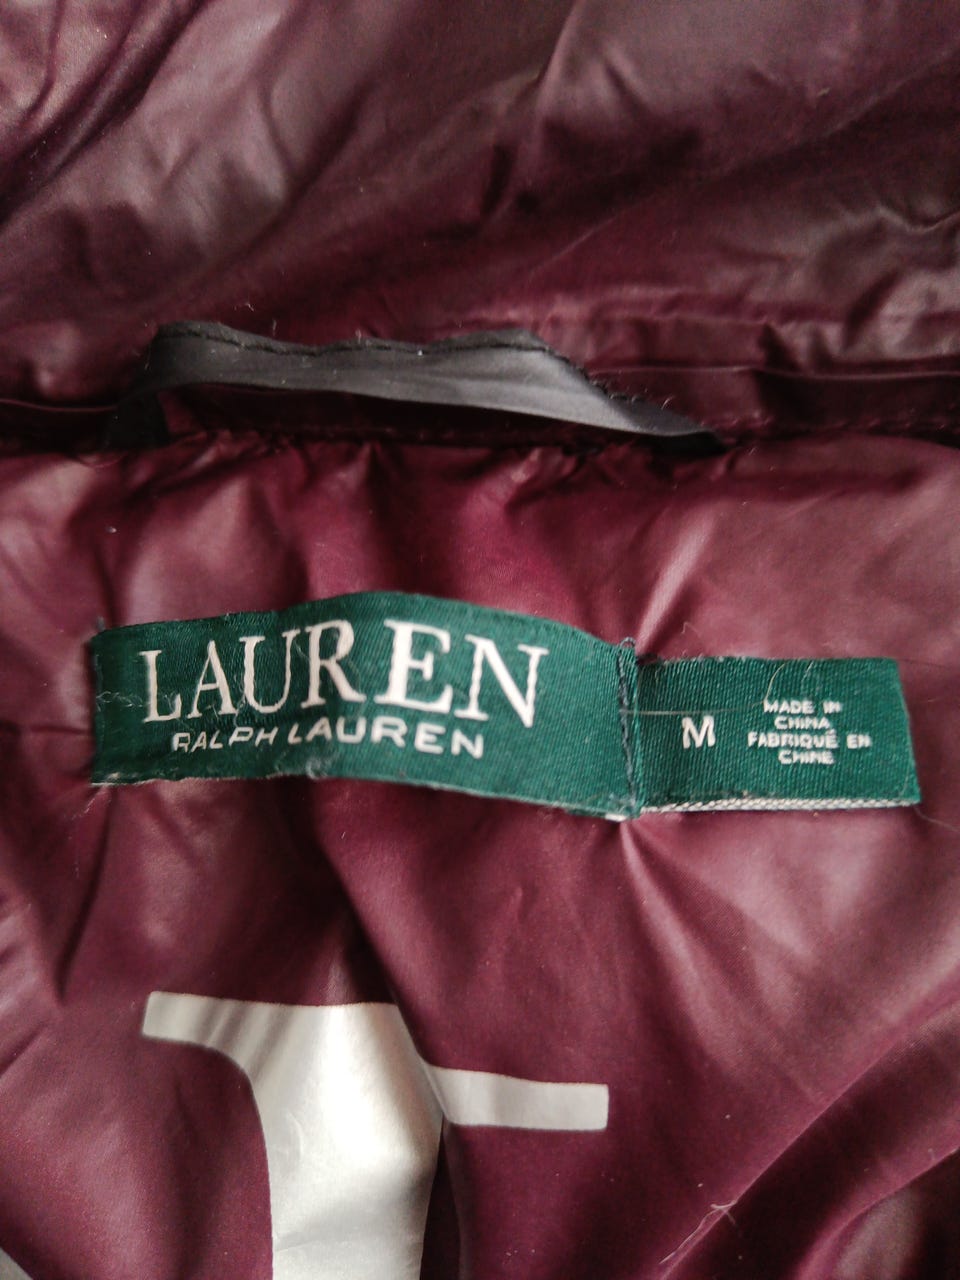 LAUREN
RALPH LAUREN
M
MADE IN
CHINA
FABRIQUÉ EN
CHINE